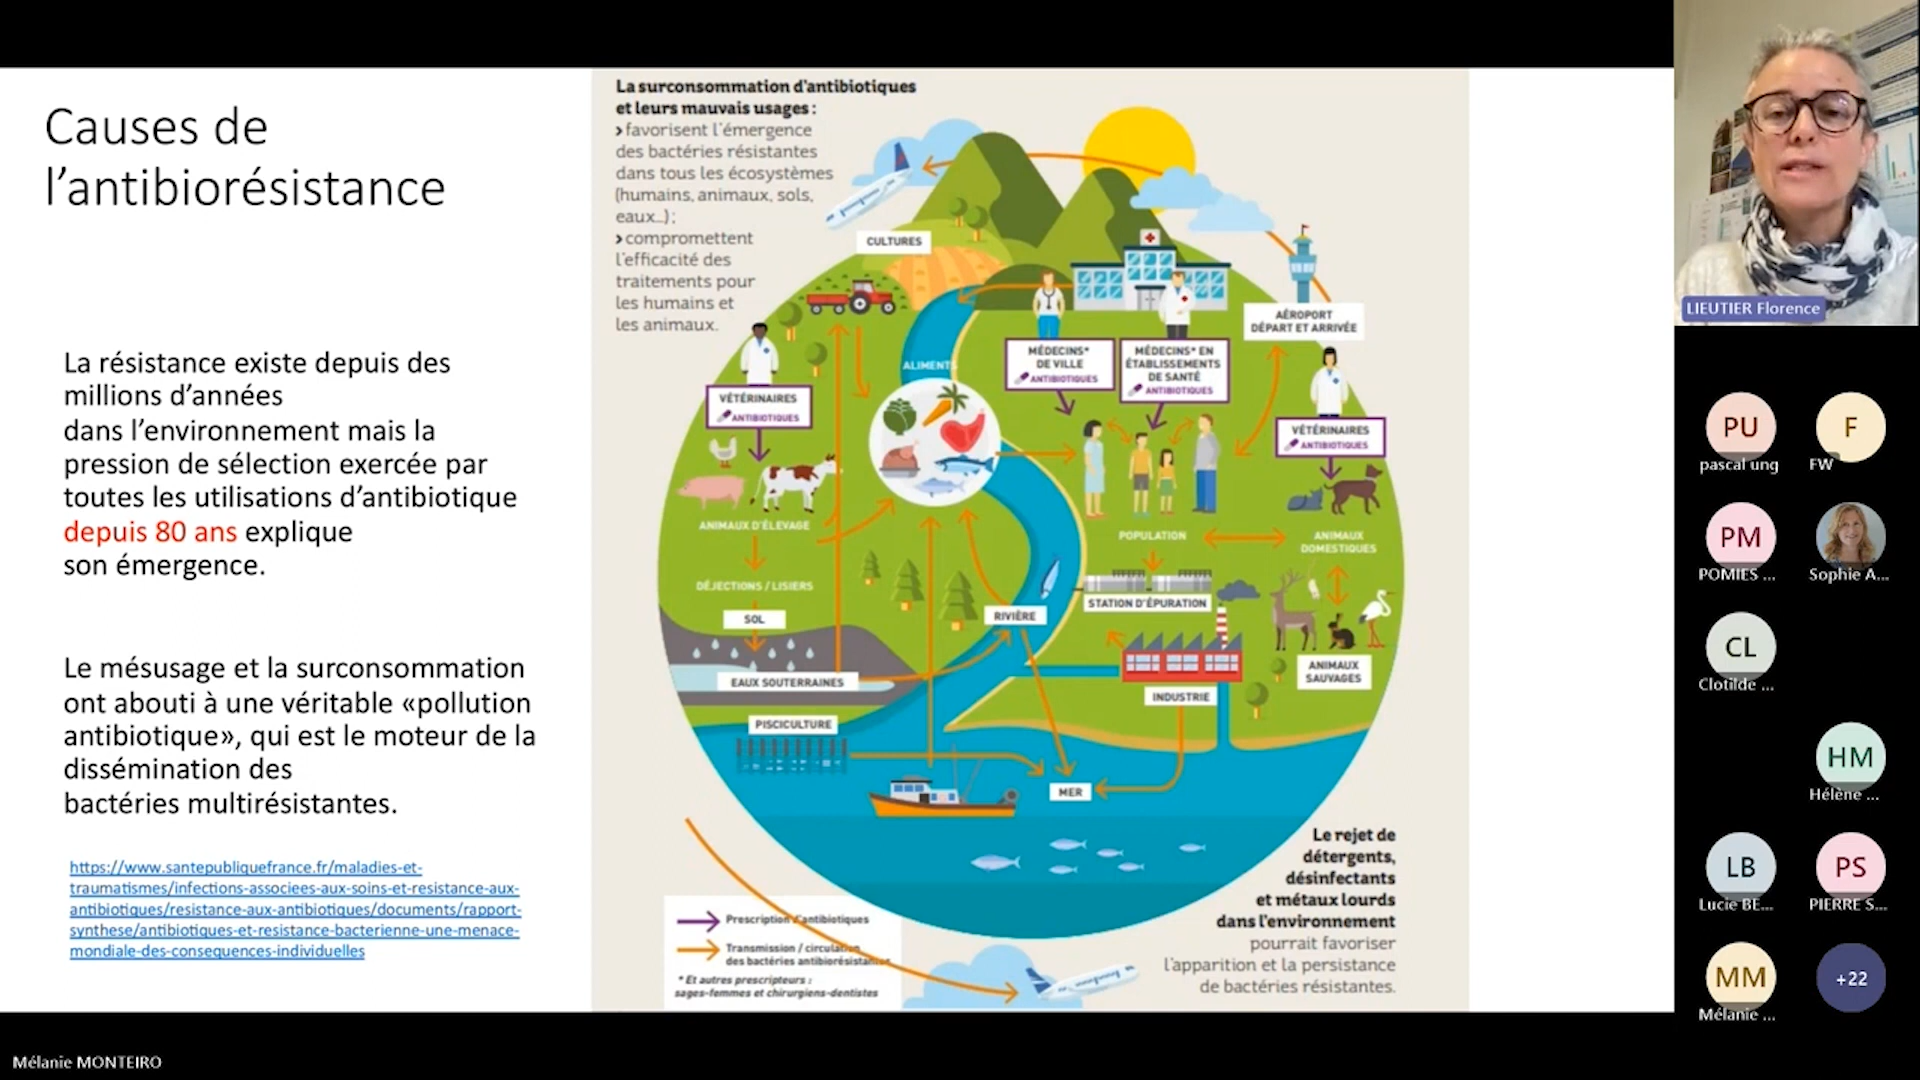 Causes de
l’antibiorésistance
La résistance existe depuis des
millions d’années
dans l’environnement mais la
pression de sélection exercée par
toutes les utilisations d’antibiotique
depuis 80 ans explique
son émergence.
Le mésusage et la surconsommation
ont abouti à une véritable «pollution
antibiotique», qui est le moteur de la
dissémination des
bactéries multirésistantes.
https://www.santepubliquefrance.fr/maladies-et-
traumatismes/infections-associees-aux-soins-et-resistance-aux-
antibiotiques/resistance-aux-antibiotiques/documents/rapport-
synthese/antibiotiques-et-resistance-bacterienne-une-menace-
mondiale-des-consequences-individuelles
La surconsommation d'antibiotiques
et leurs mauvais usages :
› favorisent l'émergence
des bactéries résistantes
dans tous les écosystèmes
(humains, animaux, sols,
eaux…) ;
› compromettent
l'efficacité des
traitements pour
les humains et
les animaux.
CULTURES
AÉROPORT
DÉPART ET ARRIVÉE
ALIMENTS
MÉDECINS*
DE VILLE
ANTIBIOTIQUES
MÉDECINS* EN
ÉTABLISSEMENTS
DE SANTÉ
ANTIBIOTIQUES
VÉTÉRINAIRES
ANTIBIOTIQUES
VÉTÉRINAIRES
ANTIBIOTIQUES
ANIMAUX D'ÉLEVAGE
POPULATION
ANIMAUX
DOMESTIQUES
DÉJECTIONS / LISIERS
SOL
STATION D'ÉPURATION
RIVIÈRE
EAUX SOUTERRAINES
ANIMAUX
SAUVAGES
INDUSTRIE
PISCICULTURE
MER
Le rejet de
détergents,
désinfectants
et métaux lourds
dans l'environnement
pourrait favoriser
l'apparition et la persistance
de bactéries résistantes.
Prescription d'antibiotiques
Transmission / circulation
des bactéries antibiorésistantes
* Et autres prescripteurs :
sages-femmes et chirurgiens-dentistes
LIEUTIER Florence
PU
pascal ung
F
FW
PM
POMIES ...
Sophie A...
CL
Clotilde ...
HM
Hélène ...
LB
Lucie BE...
PS
PIERRE S...
MM
Mélanie ...
+22
Mélanie MONTEIRO